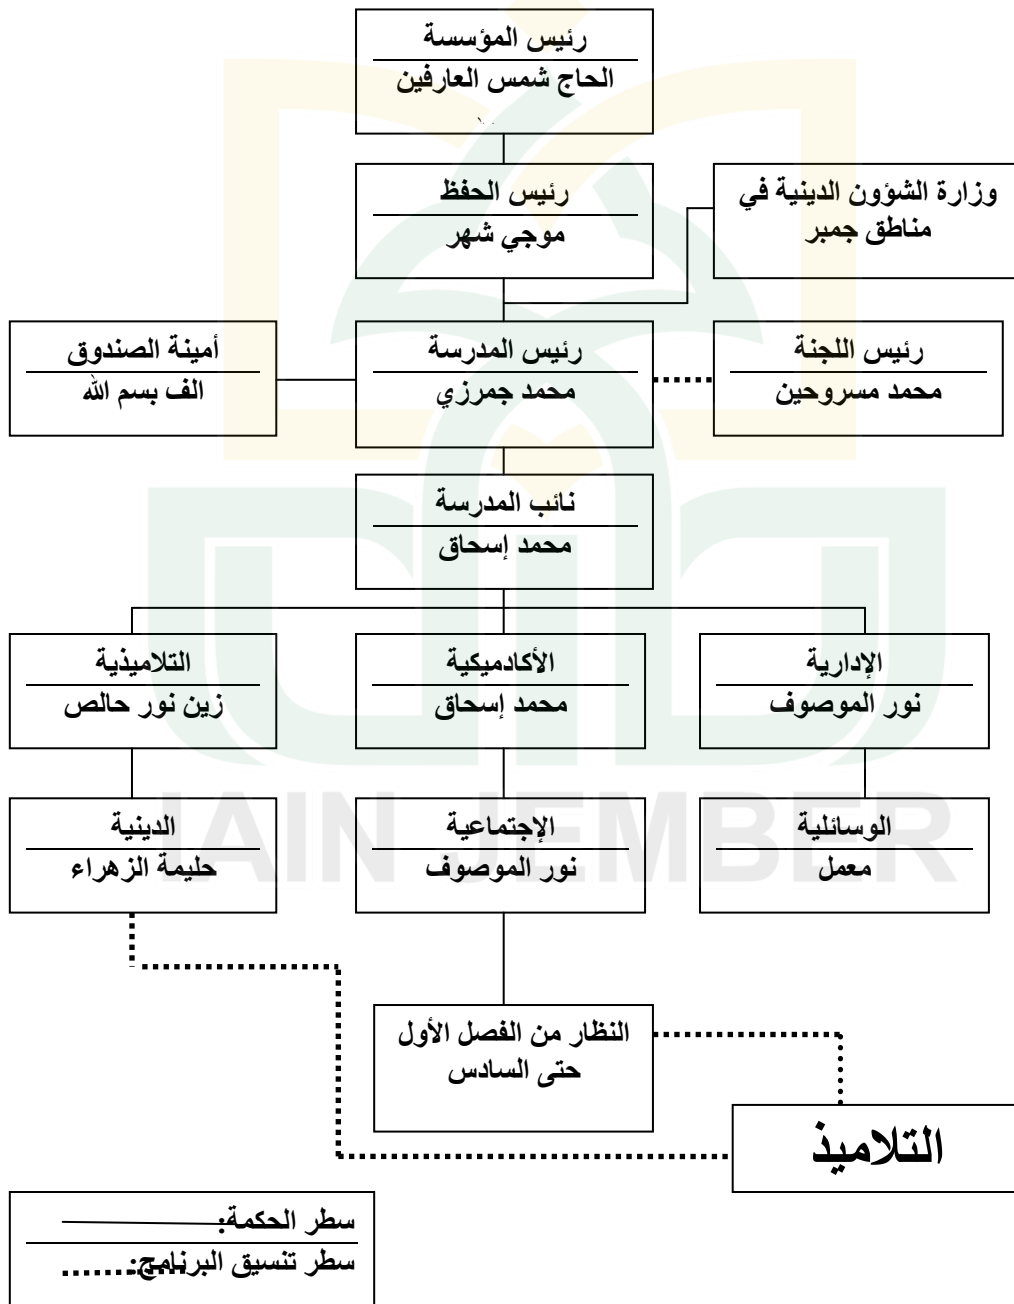 رئيس المؤسسة
الحاج شمس العارفين
رئيس الحفظ
موجي شهر
وزارة الشؤون الدينية في
مناطق جمبر
رئيس اللجنة
محمد مسروحين
رئيس المدرسة
محمد جمرزي
أمينة الصندوق
الف بسم الله
نائب المدرسة
محمد إسحاق
الإدارية
نور الموصوف
الأكادميكية
محمد إسحاق
التلاميذية
زين نور حالص
الوسائلية
معمل
الإجتماعية
نور الموصوف
الدينية
حليمة الزهراء
IAIN JEMBER
النظار من الفصل الأول
حتى السادس
التلاميذ
سطر الحكمة:
سطر تنسيق البرنامج: